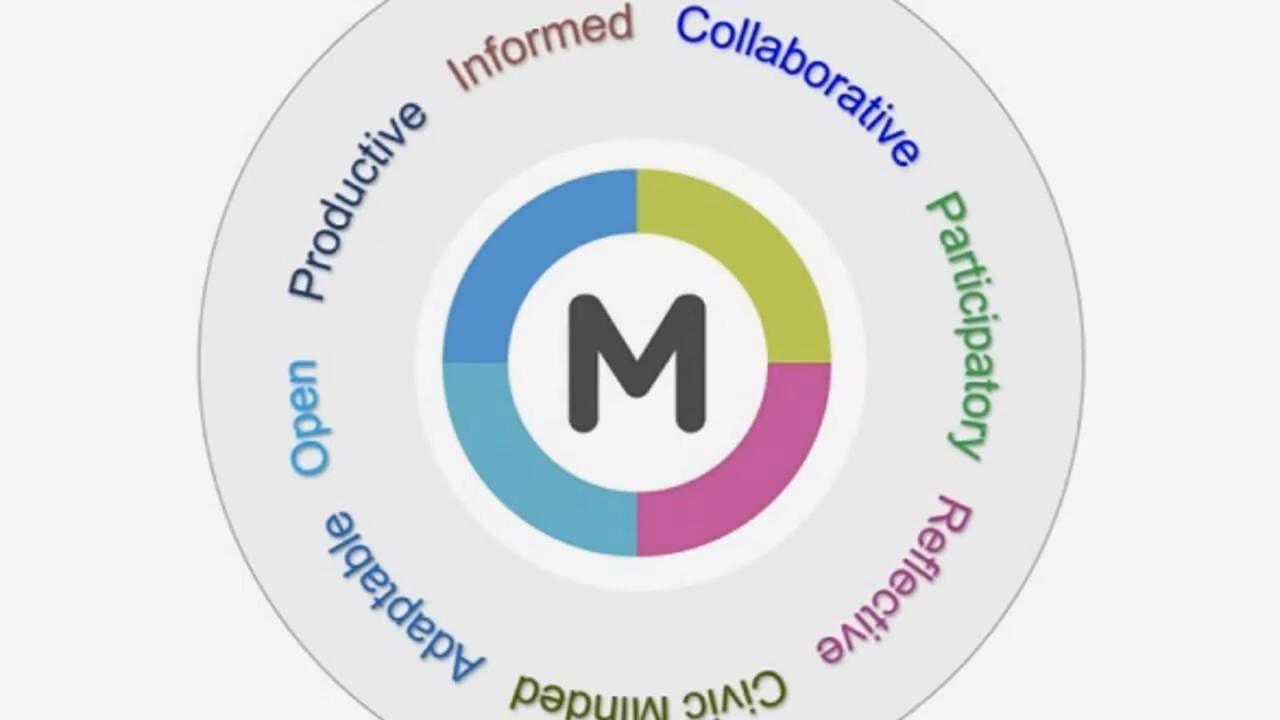 Informed
Collaborative
Participatory
Reflective
Civic Minded
Adaptable
Open
Productive
M